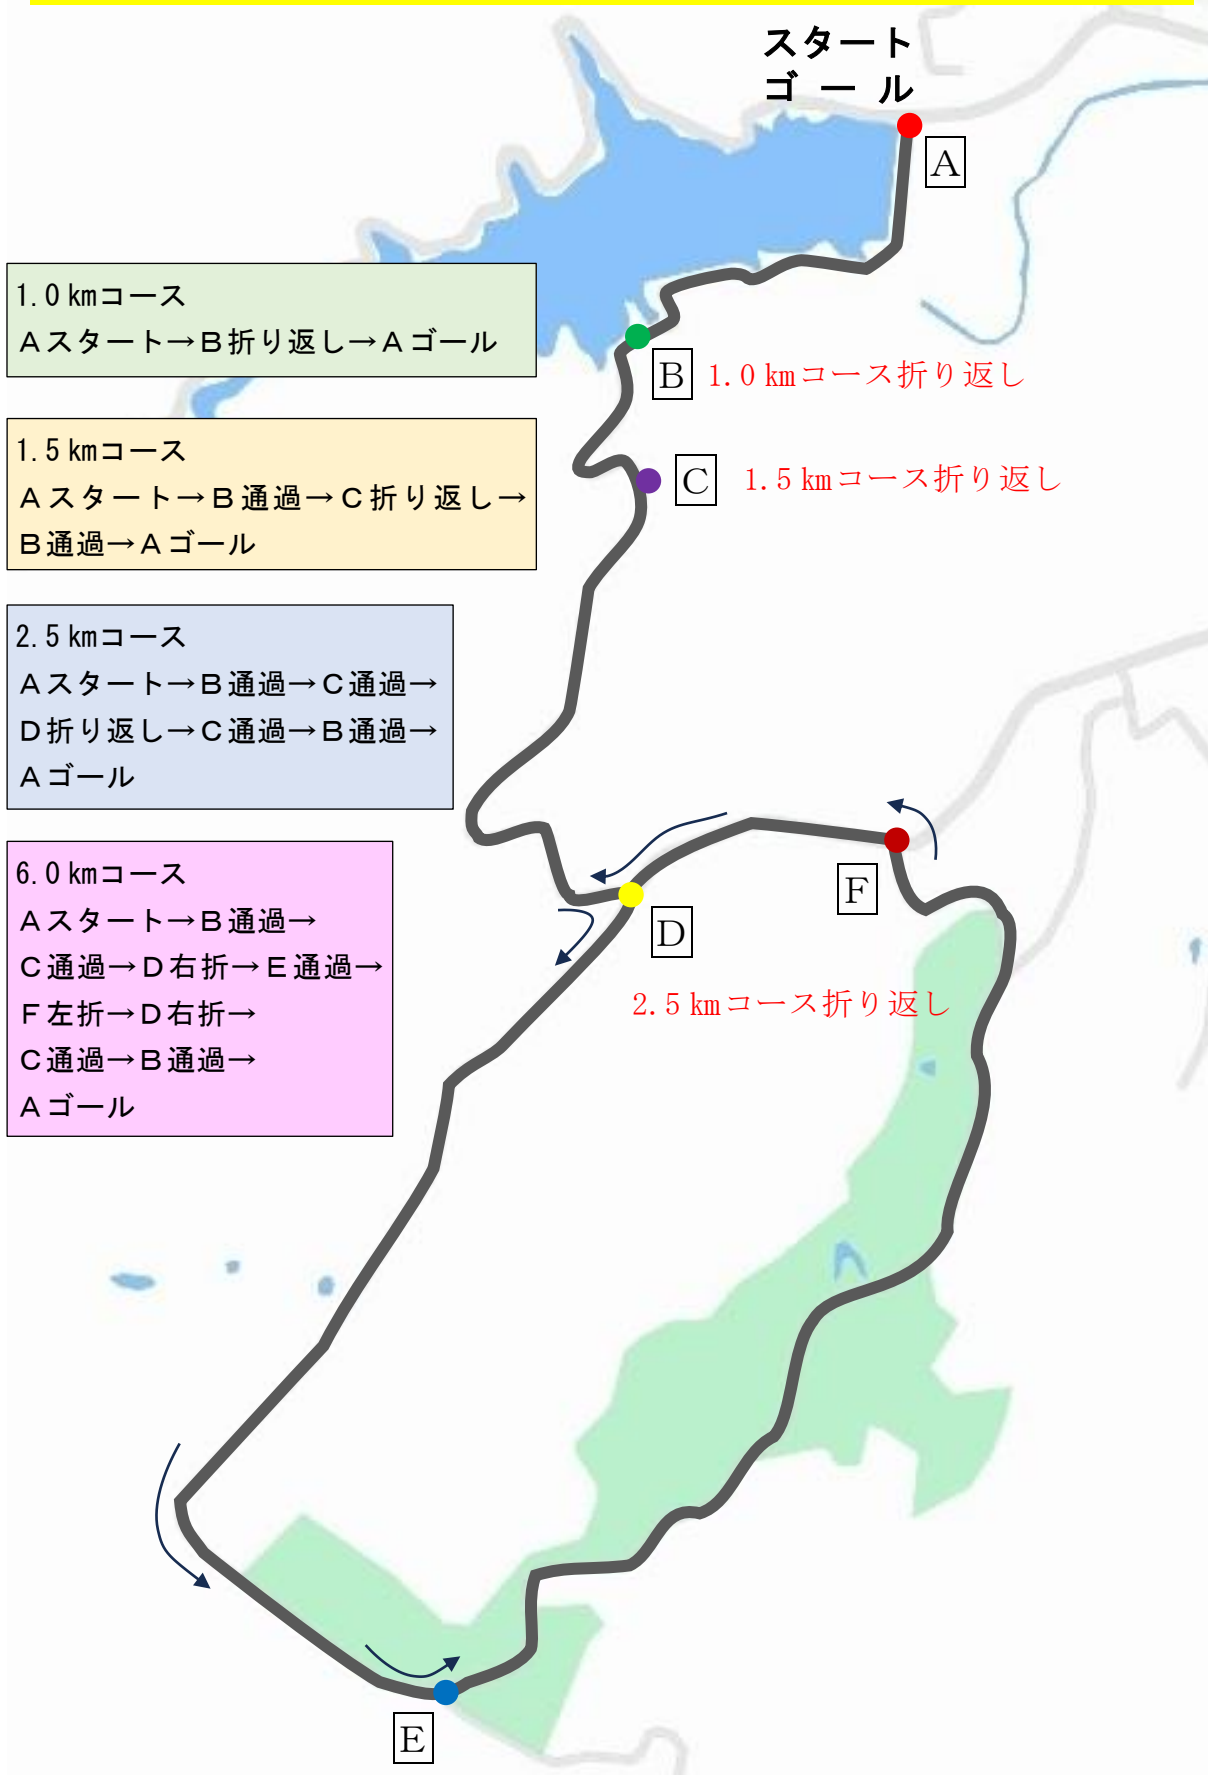 スタート
ゴール
A
1.0㎞コース
Aスタート→B折り返し→Aゴール
B 1.0㎞コース折り返し
1.5㎞コース
Aスタート→B通過→C折り返し→
B通過→Aゴール
C 1.5㎞コース折り返し
2.5㎞コース
Aスタート→B通過→C通過→
D折り返し→C通過→B通過→
Aゴール
6.0㎞コース
Aスタート→B通過→
C通過→D右折→E通過→
F左折→D右折→
C通過→B通過→
Aゴール
F
D
2.5㎞コース折り返し
E